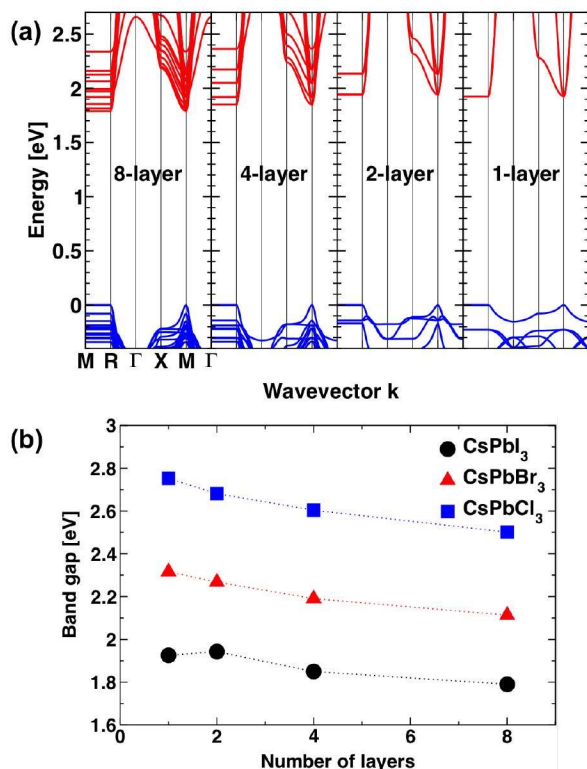 (a)
2.5
2
1.5
1
0.5
0
Energy [eV]
8-layer 4-layer 2-layer 1-layer
M R Γ X M Γ
Wavevector k
(b)
3
2.8
2.6
2.4
2.2
2
1.8
1.6
Band gap [eV]
CsPbI3
CsPbBr3
CsPbCl3
0 2 4 6 8
Number of layers